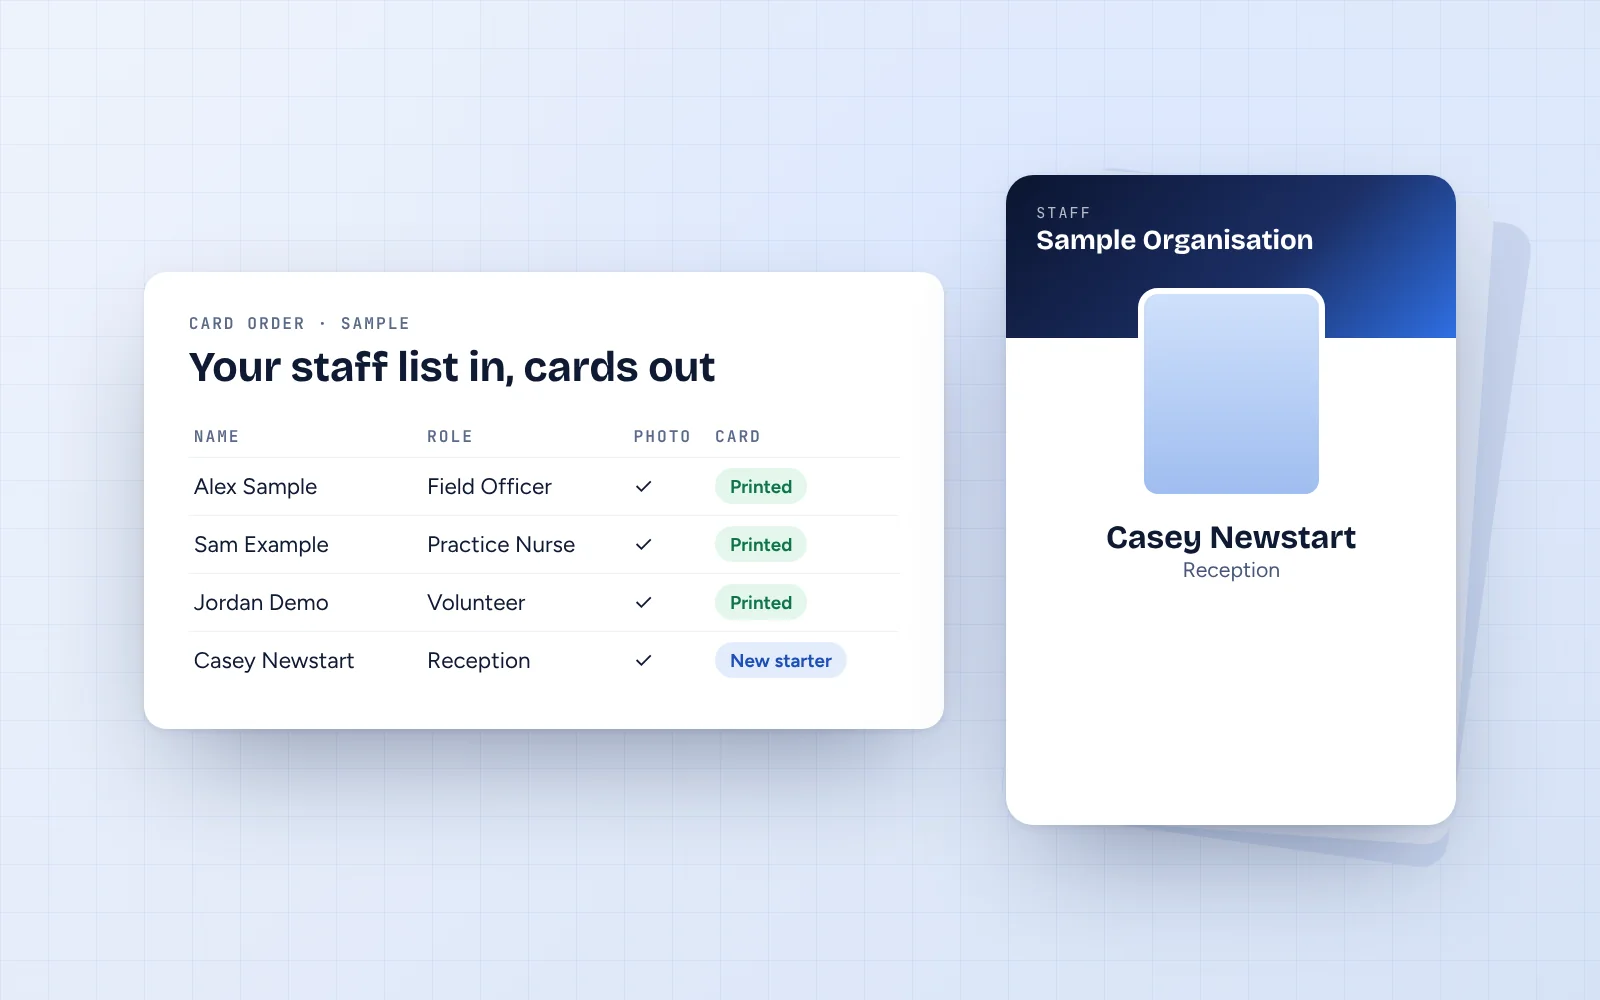 CARD ORDER · SAMPLE
Your staff list in, cards out
NAME ROLE PHOTO CARD
Alex Sample Field Officer ✓ Printed
Sam Example Practice Nurse ✓ Printed
Jordan Demo Volunteer ✓ Printed
Casey Newstart Reception ✓ New starter
STAFF
Sample Organisation
Casey Newstart
Reception